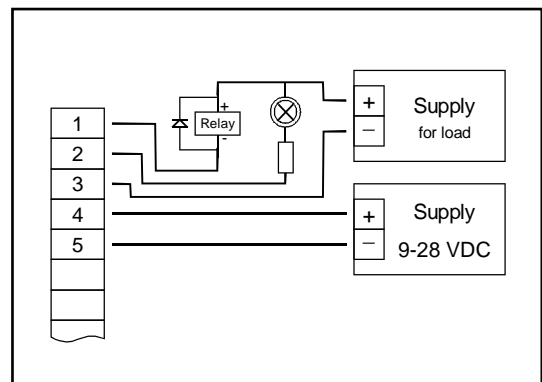 1
2
3
4
5
+
Relay
-
+
−
Supply
for load
+
−
Supply
9-28 VDC